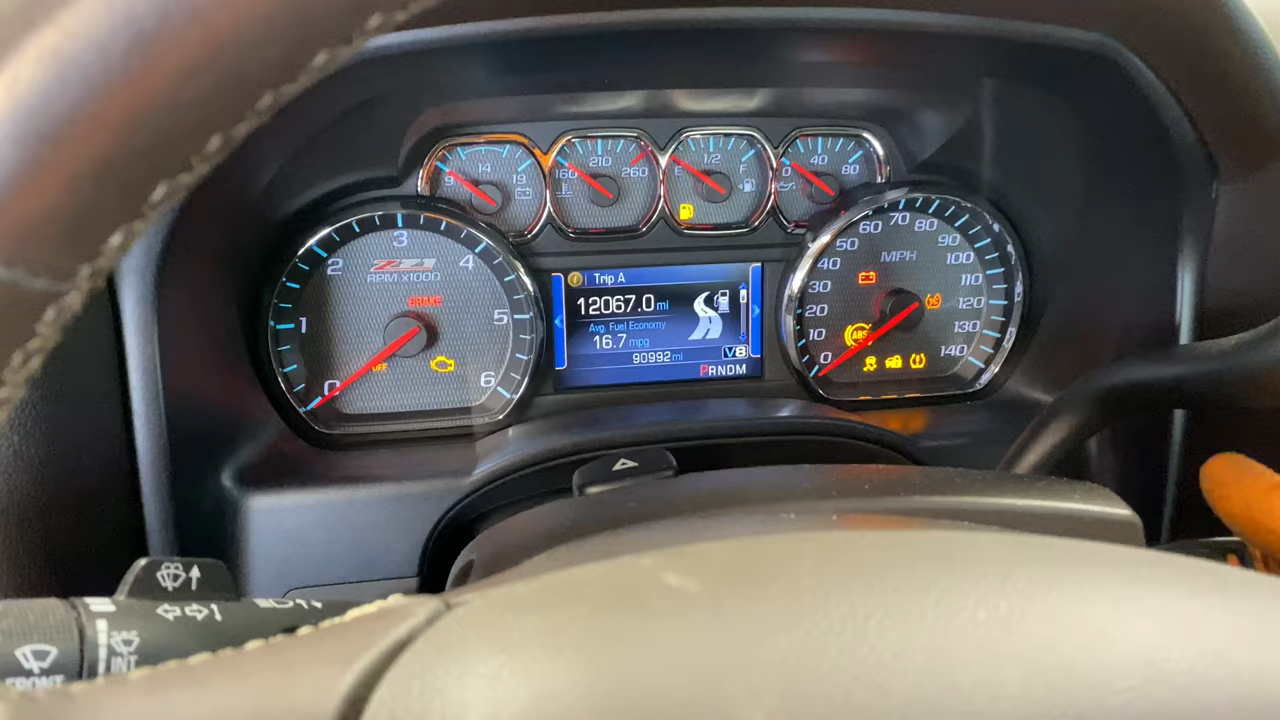 9 14 19
160 210 260
E 1/2 F
0 40 80
0 1 2 3 4 5 6
Z71
RPM x1000
BRAKE
OFF
i Trip A
12067.0 mi
Avg. Fuel Economy
16.7 mpg
90992 mi
V8
PRNDM
0 10 20 30 40 50 60 70 80 90 100 110 120 130 140
MPH
ABS
INT
FRONT